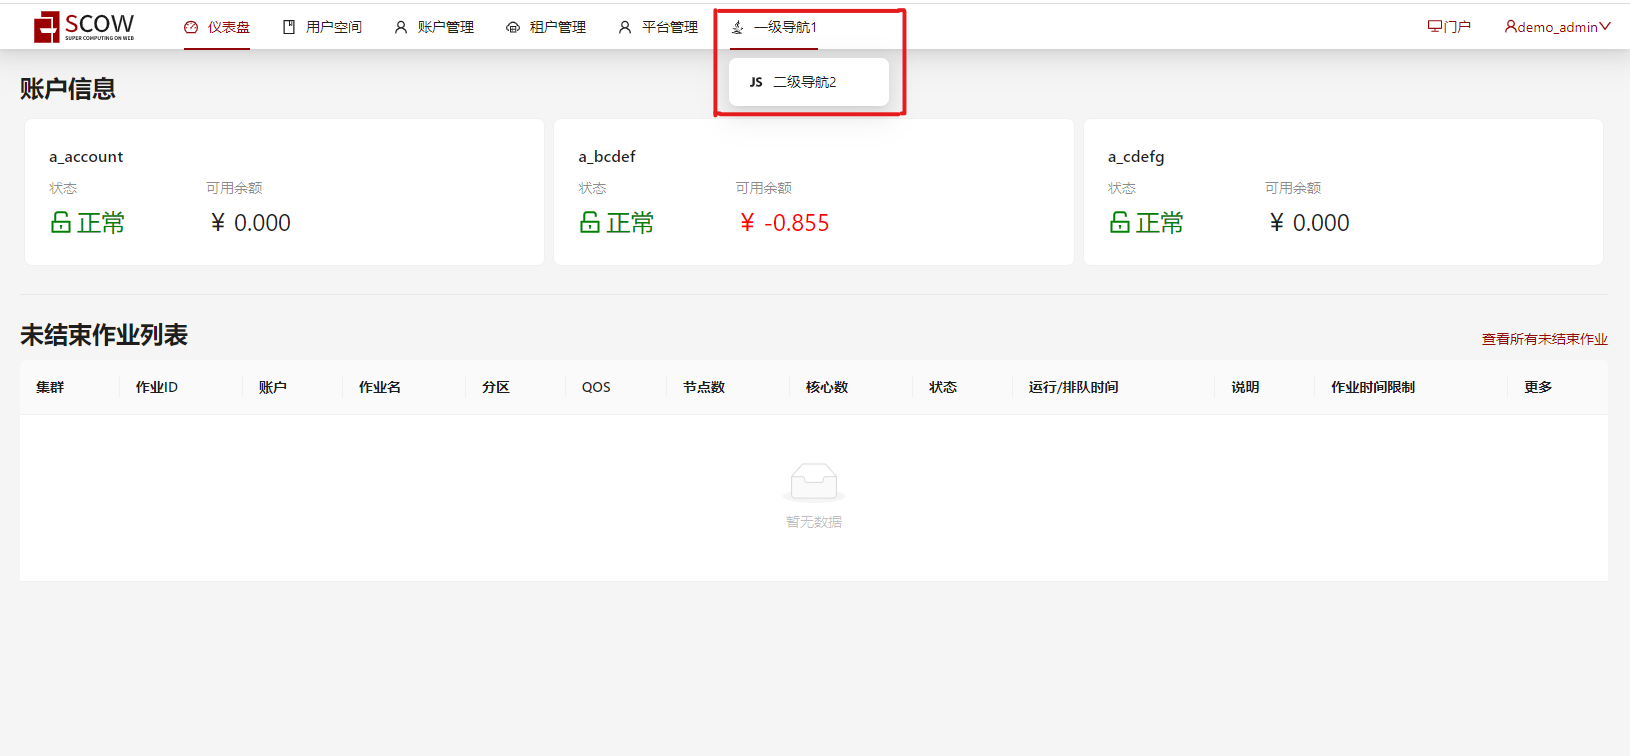 SCOW
SUPER COMPUTING ON WEB
仪表盘
用户空间
账户管理
租户管理
平台管理
一级导航1
门户
demo_admin
JS 二级导航2
账户信息
a_account
状态 可用余额
正常 ¥ 0.000
a_bcdef
状态 可用余额
正常 ¥ -0.855
a_cdefg
状态 可用余额
正常 ¥ 0.000
未结束作业列表
查看所有未结束作业
集群 作业ID 账户 作业名 分区 QOS 节点数 核心数 状态 运行/排队时间 说明 作业时间限制 更多
暂无数据